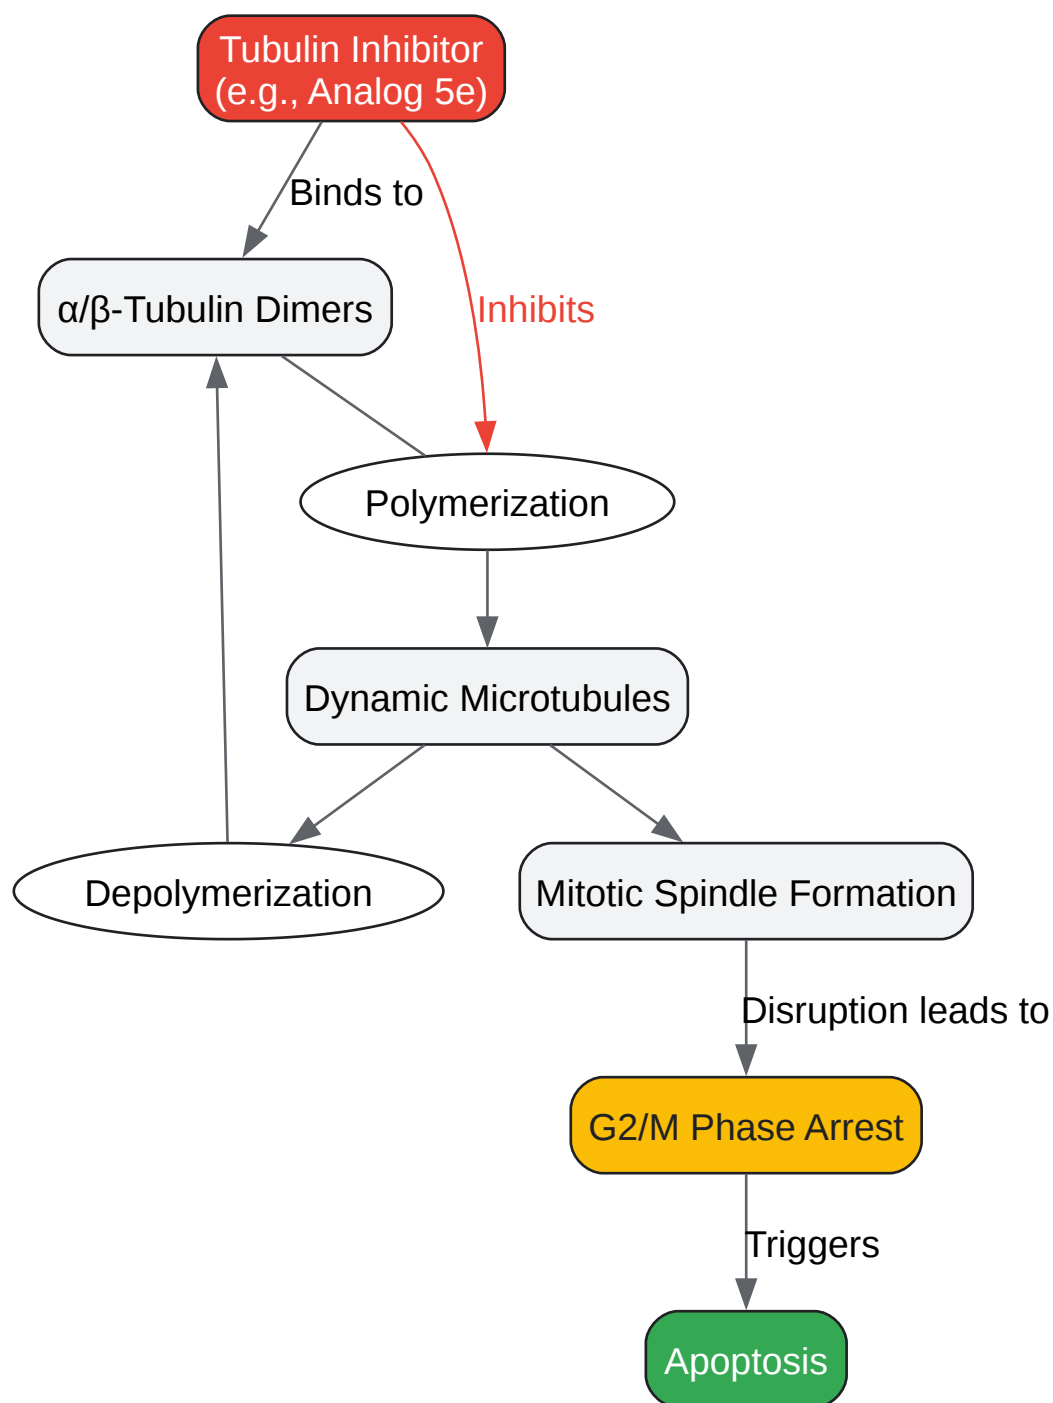 Tubulin Inhibitor
(e.g., Analog 5e)
Binds to
α/β-Tubulin Dimers
Inhibits
Polymerization
Dynamic Microtubules
Depolymerization
Mitotic Spindle Formation
Disruption leads to
G2/M Phase Arrest
Triggers
Apoptosis